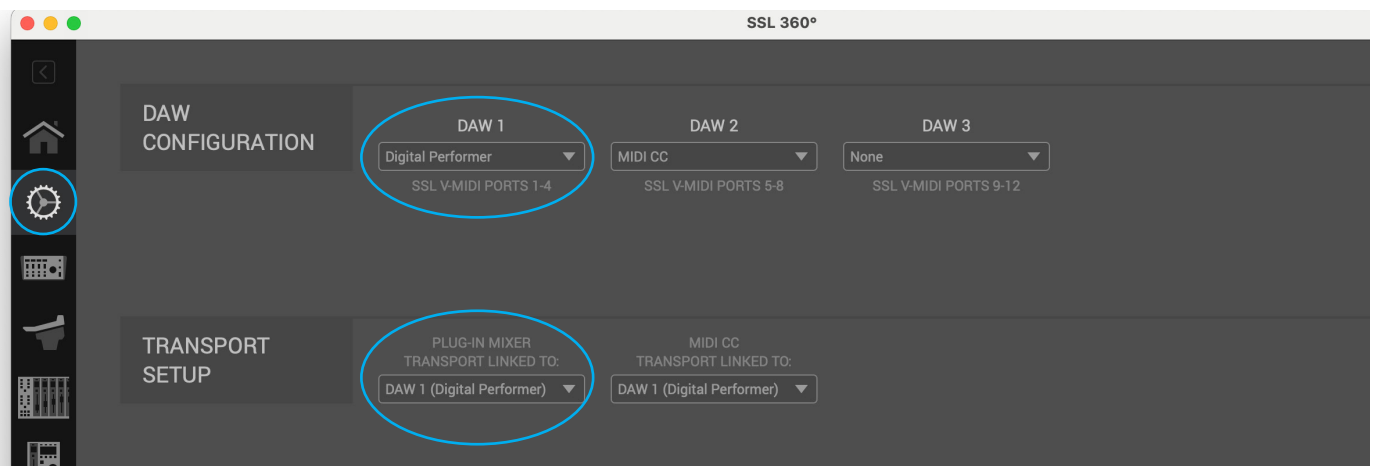 SSL 360°
DAW
CONFIGURATION
DAW 1
Digital Performer
SSL V-MIDI PORTS 1-4
DAW 2
MIDI CC
SSL V-MIDI PORTS 5-8
DAW 3
None
SSL V-MIDI PORTS 9-12
TRANSPORT
SETUP
PLUG-IN MIXER
TRANSPORT LINKED TO:
DAW 1 (Digital Performer)
MIDI CC
TRANSPORT LINKED TO:
DAW 1 (Digital Performer)